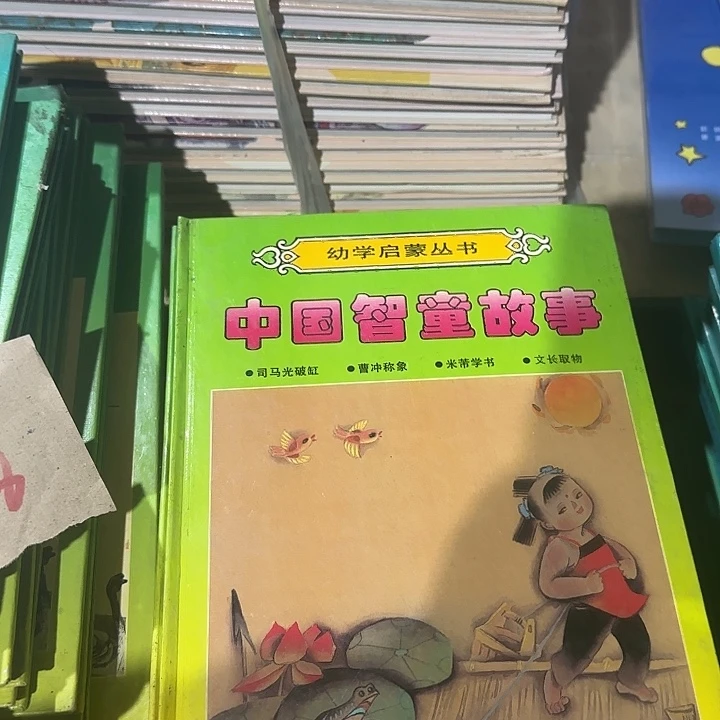 幼学启蒙丛书
中国智童故事
●司马光破缸 ●曹冲称象 ●米芾学书 ●文长取物